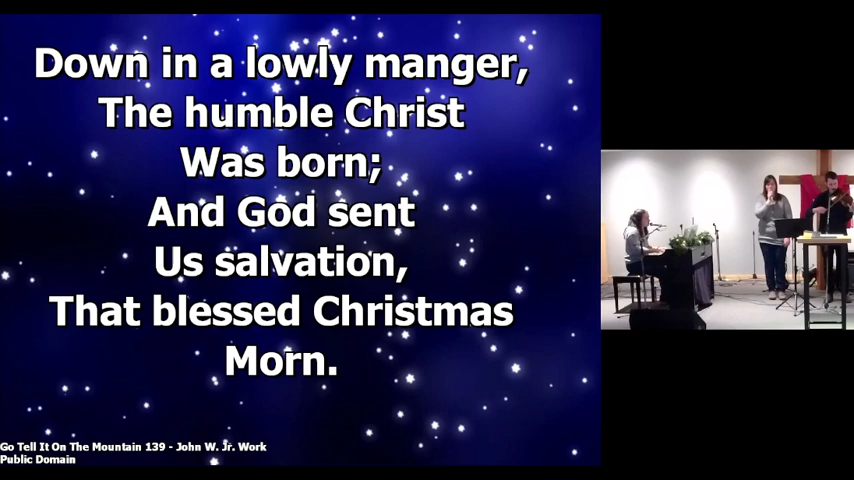 Down in a lowly manger,
The humble Christ
Was born;
And God sent
Us salvation,
That blessed Christmas
Morn.
Go Tell It On The Mountain 139 - John W. Jr. Work
Public Domain